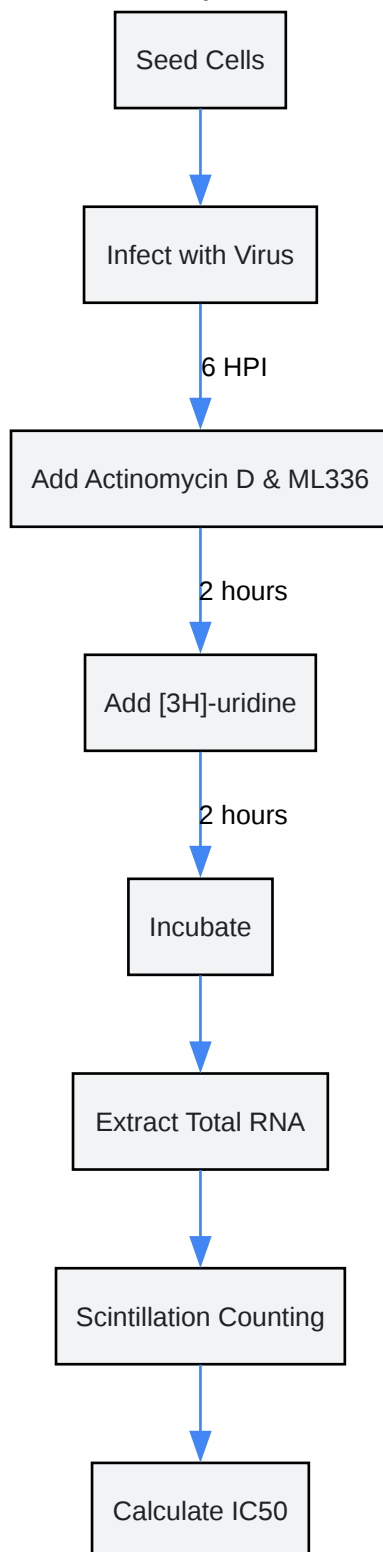 Seed Cells
Infect with Virus
6 HPI
Add Actinomycin D & ML336
2 hours
Add [3H]-uridine
2 hours
Incubate
Extract Total RNA
Scintillation Counting
Calculate IC50